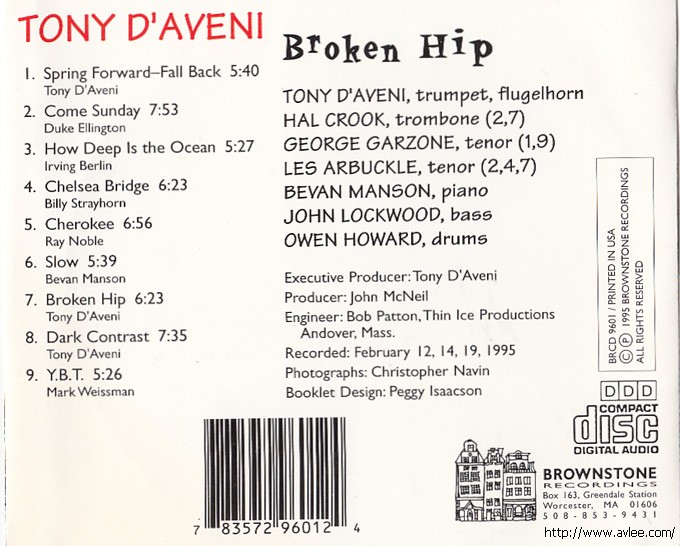 TONY D'AVENI
1. Spring Forward–Fall Back 5:40
Tony D'Aveni
2. Come Sunday 7:53
Duke Ellington
3. How Deep Is the Ocean 5:27
Irving Berlin
4. Chelsea Bridge 6:23
Billy Strayhorn
5. Cherokee 6:56
Ray Noble
6. Slow 5:39
Bevan Manson
7. Broken Hip 6:23
Tony D'Aveni
8. Dark Contrast 7:35
Tony D'Aveni
9. Y.B.T. 5:26
Mark Weissman
Broken Hip
TONY D'AVENI, trumpet, flugelhorn
HAL CROOK, trombone (2,7)
GEORGE GARZONE, tenor (1,9)
LES ARBUCKLE, tenor (2,4,7)
BEVAN MANSON, piano
JOHN LOCKWOOD, bass
OWEN HOWARD, drums
Executive Producer: Tony D'Aveni
Producer: John McNeil
Engineer: Bob Patton, Thin Ice Productions
Andover, Mass.
Recorded: February 12, 14, 19, 1995
Photographs: Christopher Navin
Booklet Design: Peggy Isaacson
BRCD 9601 / PRINTED IN USA
© ℗ 1995 BROWNSTONE RECORDINGS
ALL RIGHTS RESERVED
DDD
COMPACT
disc
DIGITAL AUDIO
7 83572 96012 4
BROWNSTONE
RECORDINGS
Box 163, Greendale Station
Worcester, MA 01606
508-853-9431
http://www.avlee.com/